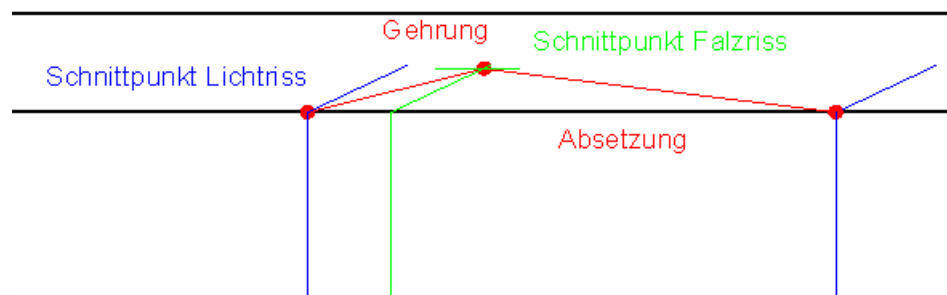 Gehrung
Schnittpunkt Falzriss
Schnittpunkt Lichtriss
Absetzung